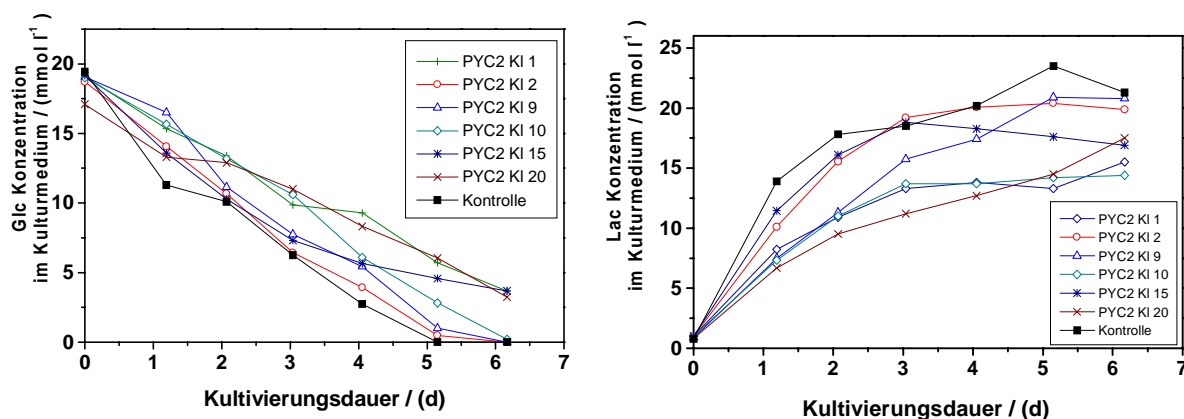 Glc Konzentration
im Kulturmedium / (mmol l⁻¹)
20
15
10
5
0
0 1 2 3 4 5 6 7
Kultivierungsdauer / (d)
PYC2 Kl 1
PYC2 Kl 2
PYC2 Kl 9
PYC2 Kl 10
PYC2 Kl 15
PYC2 Kl 20
Kontrolle
Lac Konzentration
im Kulturmedium / (mmol l⁻¹)
25
20
15
10
5
0
0 1 2 3 4 5 6 7
Kultivierungsdauer / (d)
PYC2 Kl 1
PYC2 Kl 2
PYC2 Kl 9
PYC2 Kl 10
PYC2 Kl 15
PYC2 Kl 20
Kontrolle